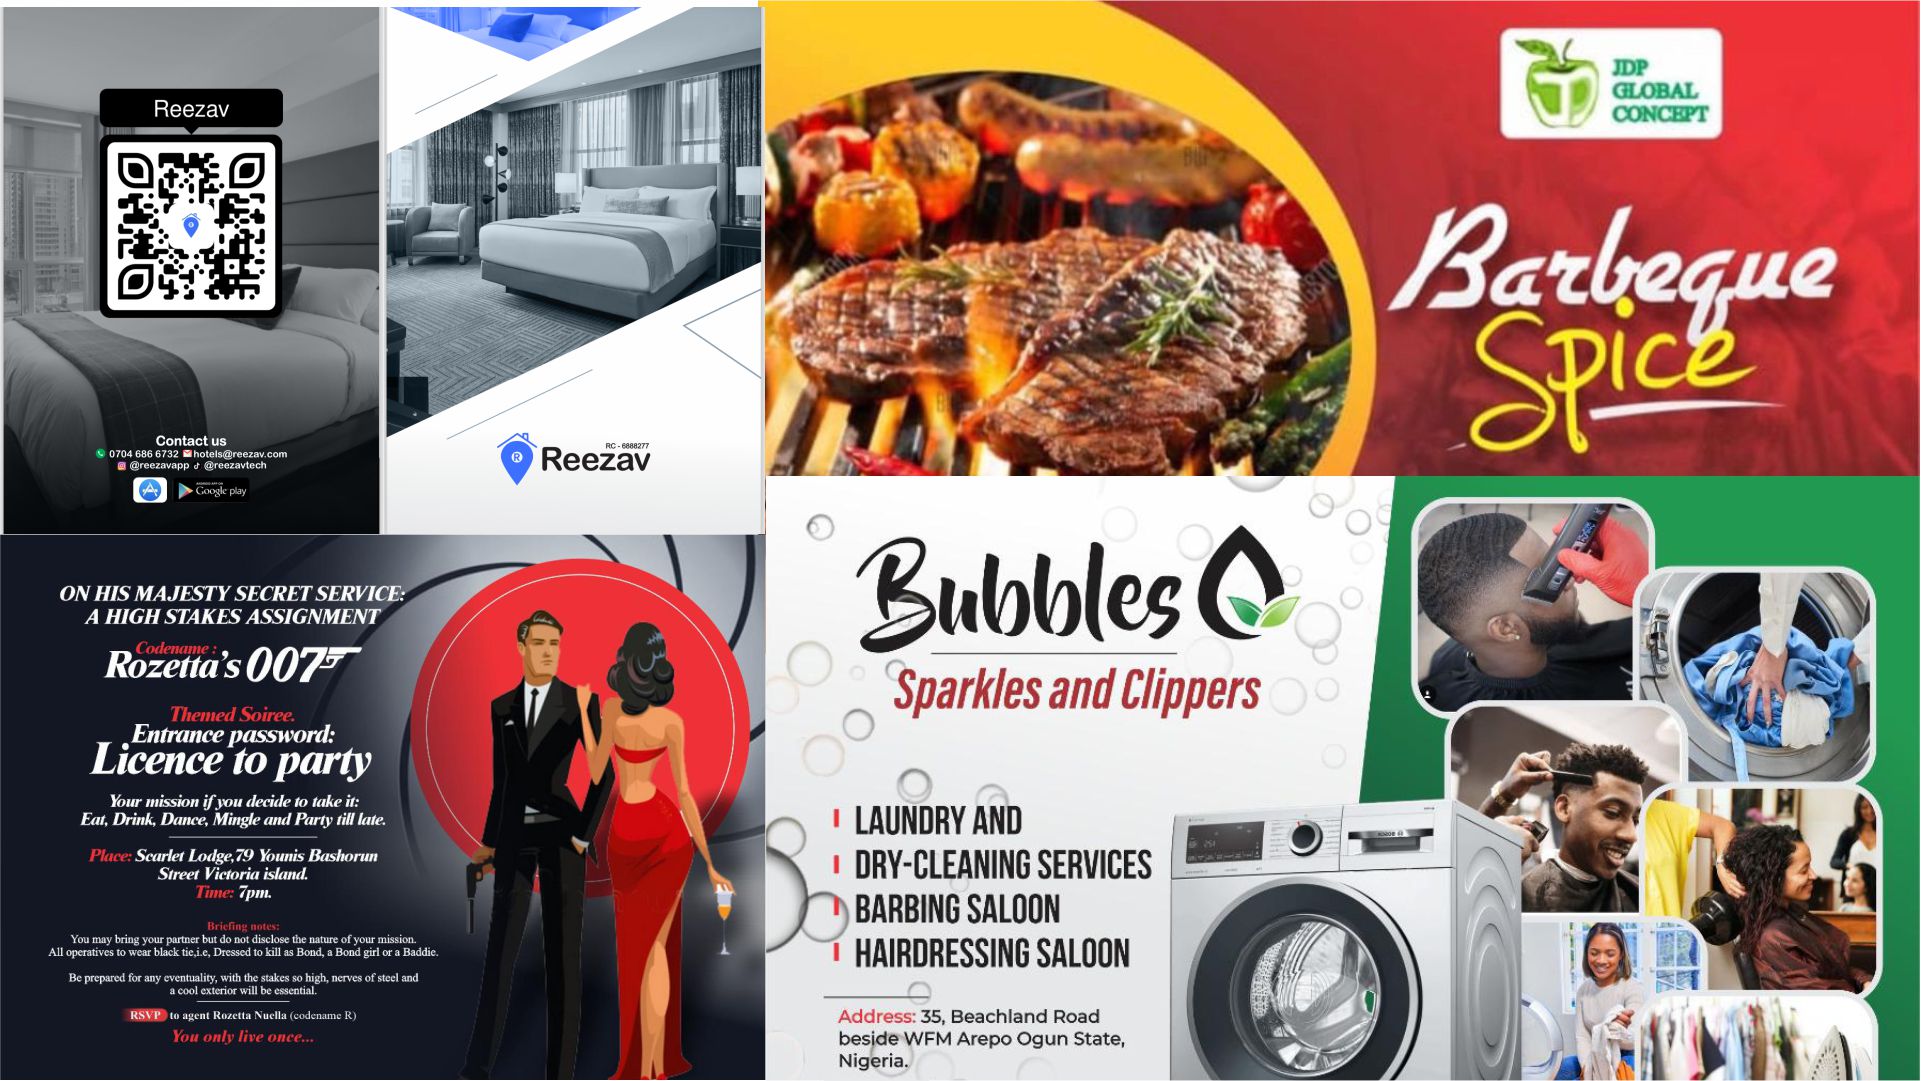 Reezav
Contact us
0704 686 6732 hotels@reezav.com
@reezavapp @reezavtech
ANDROID APP ON
Google play
RC - 6888277
R
Reezav
JDP
GLOBAL
CONCEPT
Barbeque
Spice
ON HIS MAJESTY SECRET SERVICE:
A HIGH STAKES ASSIGNMENT
Codename :
Rozetta's 007
Themed Soiree.
Entrance password:
Licence to party
Your mission if you decide to take it:
Eat, Drink, Dance, Mingle and Party till late.
Place: Scarlet Lodge,79 Younis Bashorun
Street Victoria island.
Time: 7pm.
Briefing notes:
You may bring your partner but do not disclose the nature of your mission.
All operatives to wear black tie,i.e, Dressed to kill as Bond, a Bond girl or a Baddie.
Be prepared for any eventuality, with the stakes so high, nerves of steel and
a cool exterior will be essential.
RSVP to agent Rozetta Nuella (codename R)
You only live once...
Bubbles
Sparkles and Clippers
LAUNDRY AND
DRY-CLEANING SERVICES
BARBING SALOON
HAIRDRESSING SALOON
Address: 35, Beachland Road
beside WFM Arepo Ogun State,
Nigeria.